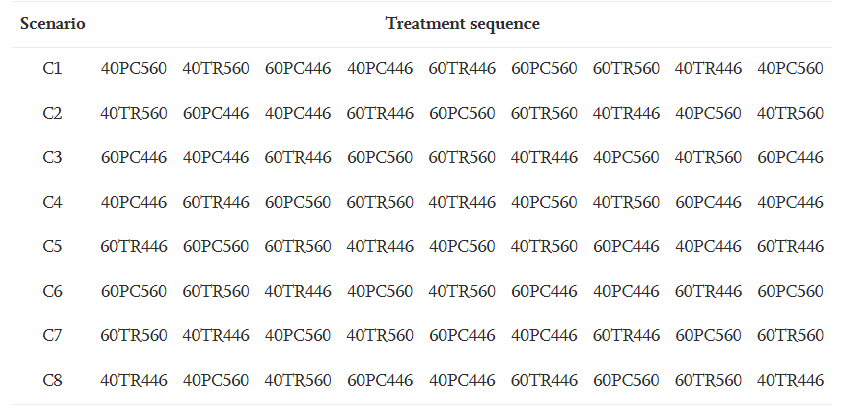 Scenario Treatment sequence
C1 40PC560 40TR560 60PC446 40PC446 60TR446 60PC560 60TR560 40TR446 40PC560
C2 40TR560 60PC446 40PC446 60TR446 60PC560 60TR560 40TR446 40PC560 40TR560
C3 60PC446 40PC446 60TR446 60PC560 60TR560 40TR446 40PC560 40TR560 60PC446
C4 40PC446 60TR446 60PC560 60TR560 40TR446 40PC560 40TR560 60PC446 40PC446
C5 60TR446 60PC560 60TR560 40TR446 40PC560 40TR560 60PC446 40PC446 60TR446
C6 60PC560 60TR560 40TR446 40PC560 40TR560 60PC446 40PC446 60TR446 60PC560
C7 60TR560 40TR446 40PC560 40TR560 60PC446 40PC446 60TR446 60PC560 60TR560
C8 40TR446 40PC560 40TR560 60PC446 40PC446 60TR446 60PC560 60TR560 40TR446